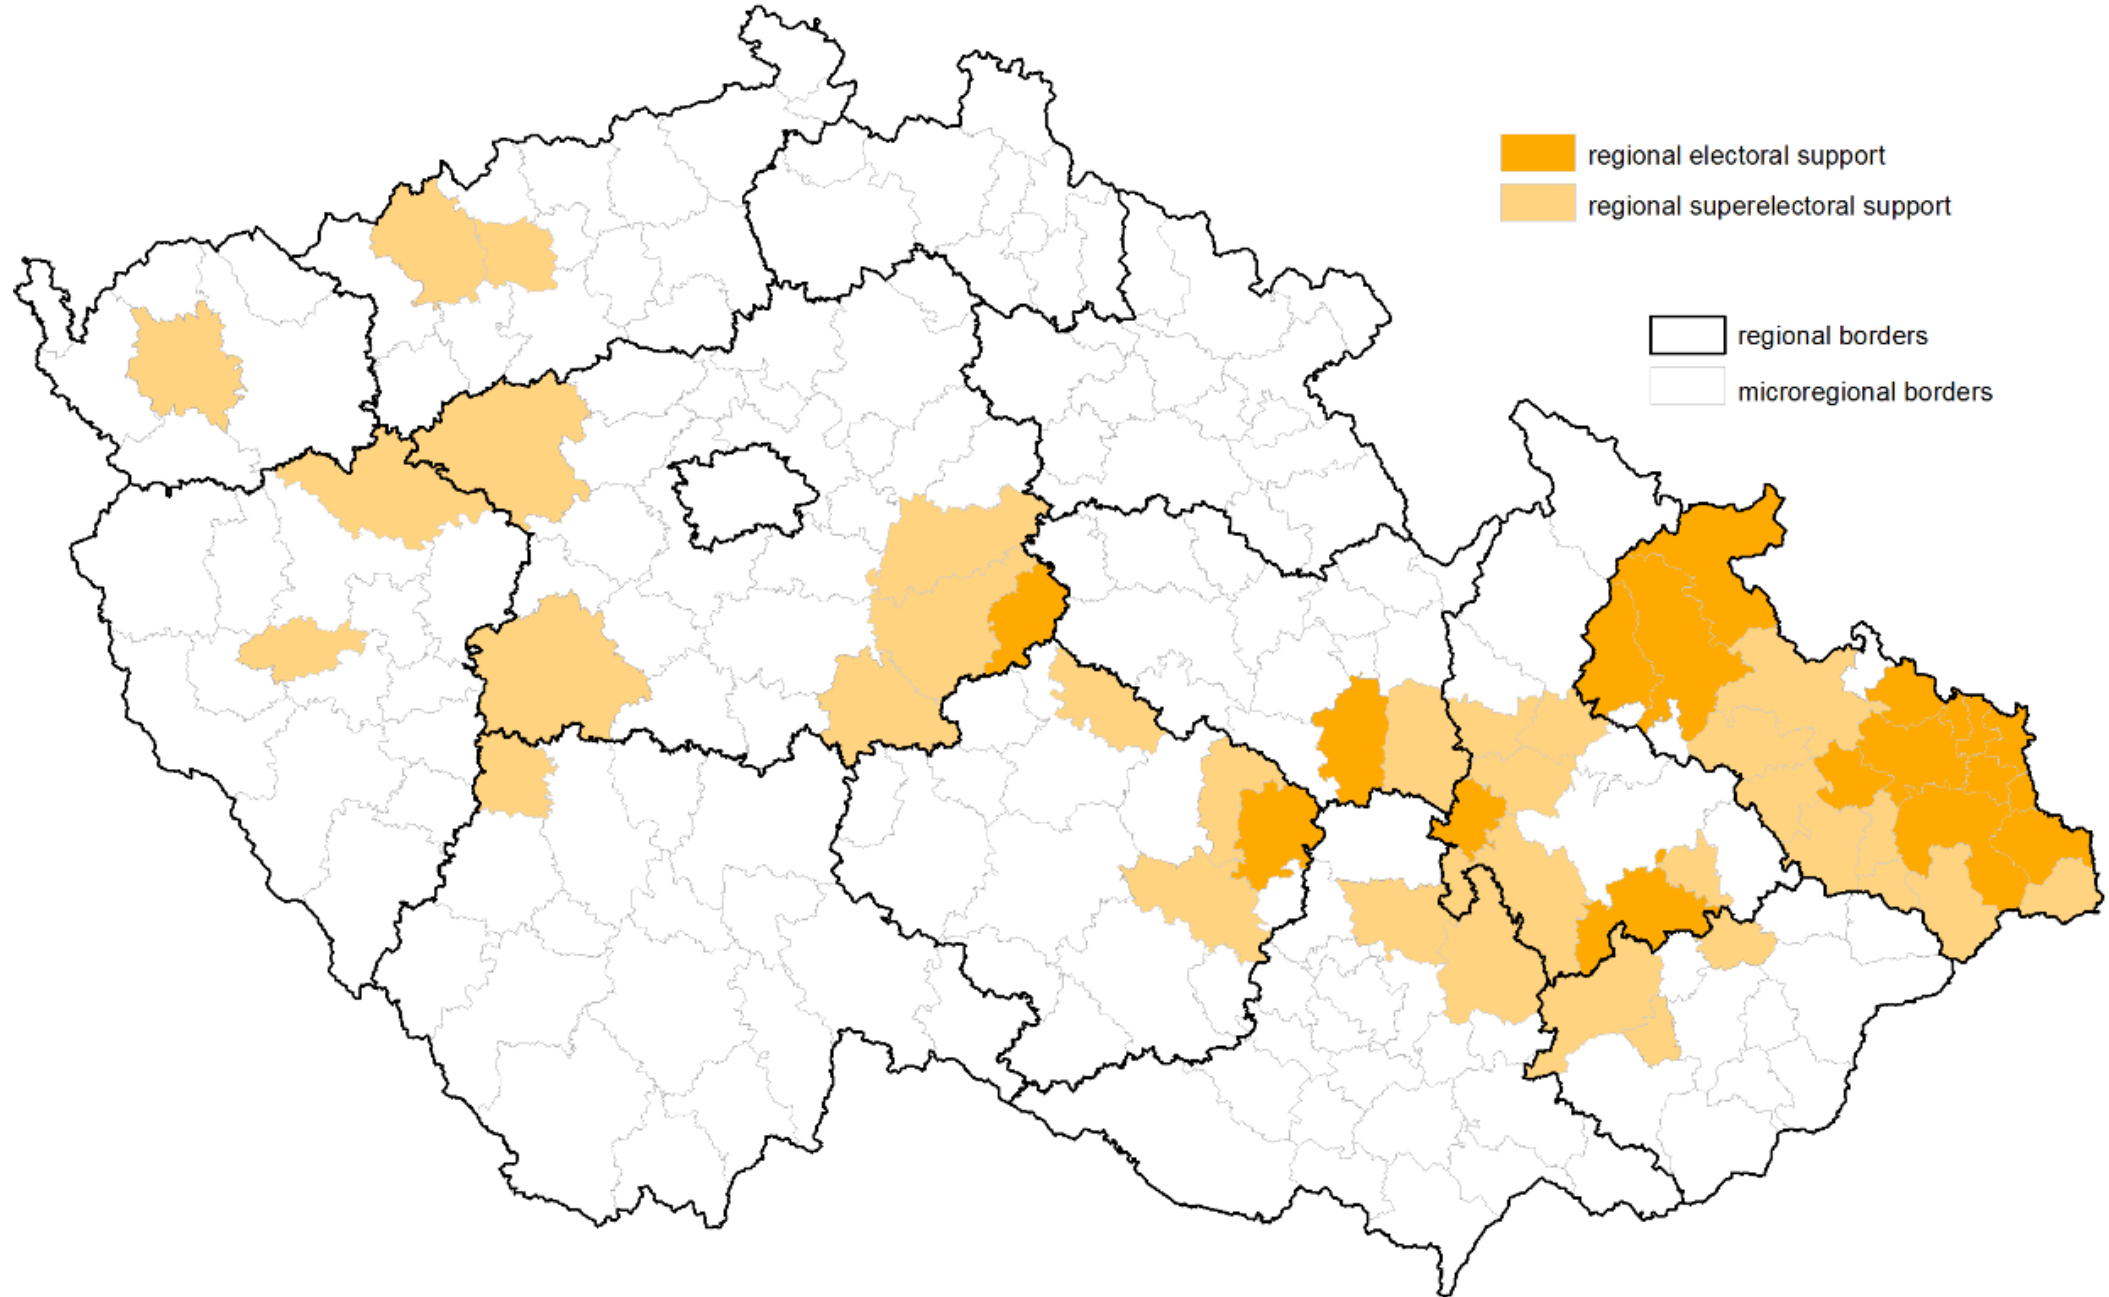 regional electoral support
regional superelectoral support
regional borders
microregional borders